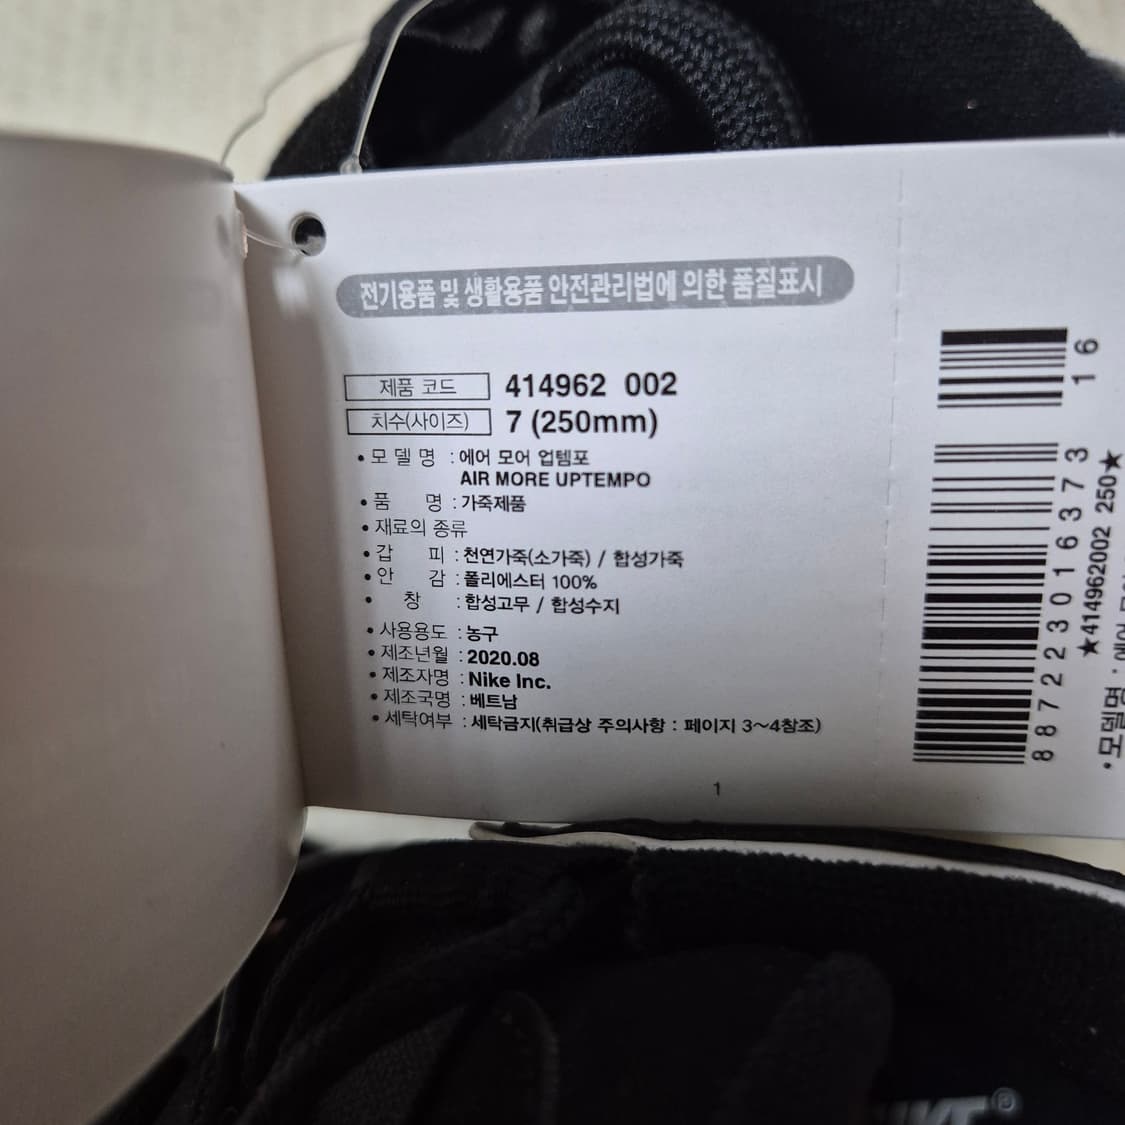 전기용품 및 생활용품 안전관리법에 의한 품질표시
제품 코드 414962 002
치수(사이즈) 7 (250mm)
• 모 델 명 : 에어 모어 업템포
AIR MORE UPTEMPO
• 품 명 : 가죽제품
• 재료의 종류
• 갑 피 : 천연가죽(소가죽) / 합성가죽
• 안 감 : 폴리에스터 100%
• 창 : 합성고무 / 합성수지
• 사용용도 : 농구
• 제조년월 : 2020.08
• 제조자명 : Nike Inc.
• 제조국명 : 베트남
• 세탁여부 : 세탁금지(취급상 주의사항 : 페이지 3~4참조)
1
887223016373 16
★414962002 250★
•모델명 : 에어 모